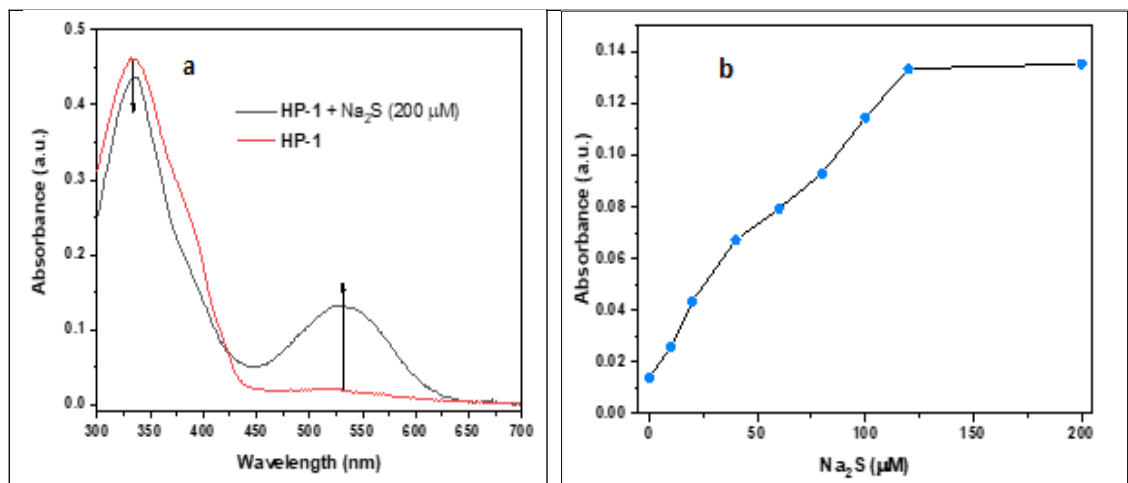 a
HP-1 + Na₂S (200 μM)
HP-1
Absorbance (a.u.)
0.5
0.4
0.3
0.2
0.1
0.0
300 350 400 450 500 550 600 650 700
Wavelength (nm)
b
Absorbance (a.u.)
0.14
0.12
0.10
0.08
0.06
0.04
0.02
0.00
0 50 100 150 200
Na₂S (μM)